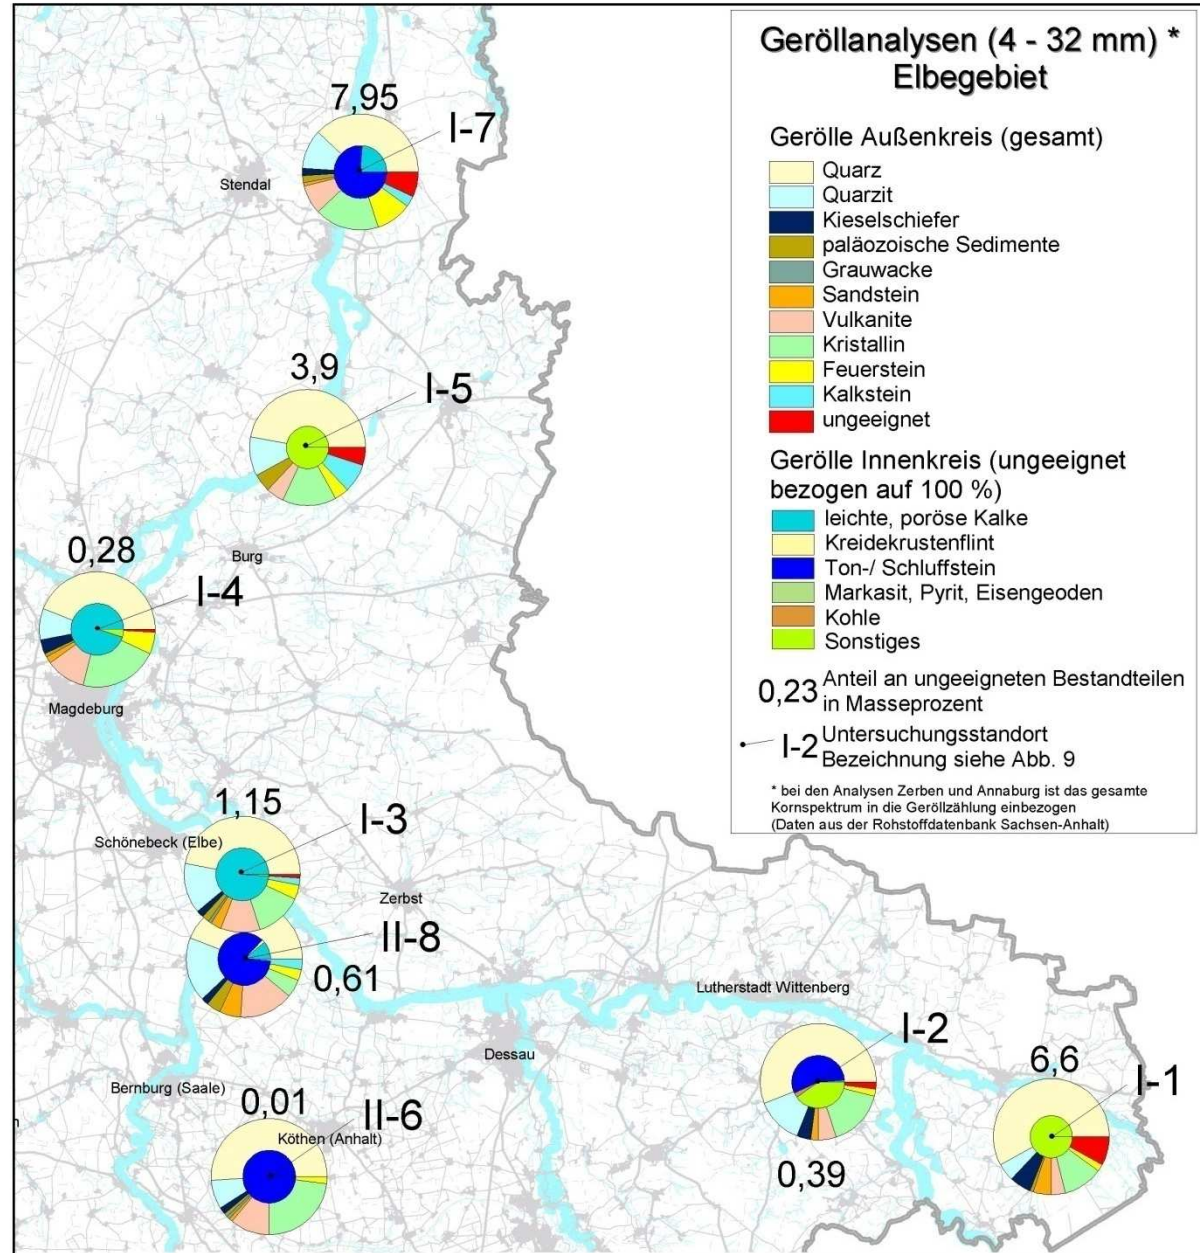 Geröllanalysen (4 - 32 mm) *
Elbegebiet
Gerölle Außenkreis (gesamt)
Quarz
Quarzit
Kieselschiefer
paläozoische Sedimente
Grauwacke
Sandstein
Vulkanite
Kristallin
Feuerstein
Kalkstein
ungeeignet
Gerölle Innenkreis (ungeeignet
bezogen auf 100 %)
leichte, poröse Kalke
Kreidekrustenflint
Ton-/ Schluffstein
Markasit, Pyrit, Eisengeoden
Kohle
Sonstiges
0,23 Anteil an ungeeigneten Bestandteilen
in Masseprozent
I-2 Untersuchungsstandort
Bezeichnung siehe Abb. 9
* bei den Analysen Zerben und Annaburg ist das gesamte
Kornspektrum in die Geröllzählung einbezogen
(Daten aus der Rohstoffdatenbank Sachsen-Anhalt)
7,95
I-7
Stendal
3,9
I-5
Burg
0,28
I-4
Magdeburg
1,15
I-3
Schönebeck (Elbe)
Zerbst
II-8
0,61
Lutherstadt Wittenberg
Dessau
I-2
0,39
6,6
I-1
Bernburg (Saale)
0,01
II-6
Köthen (Anhalt)